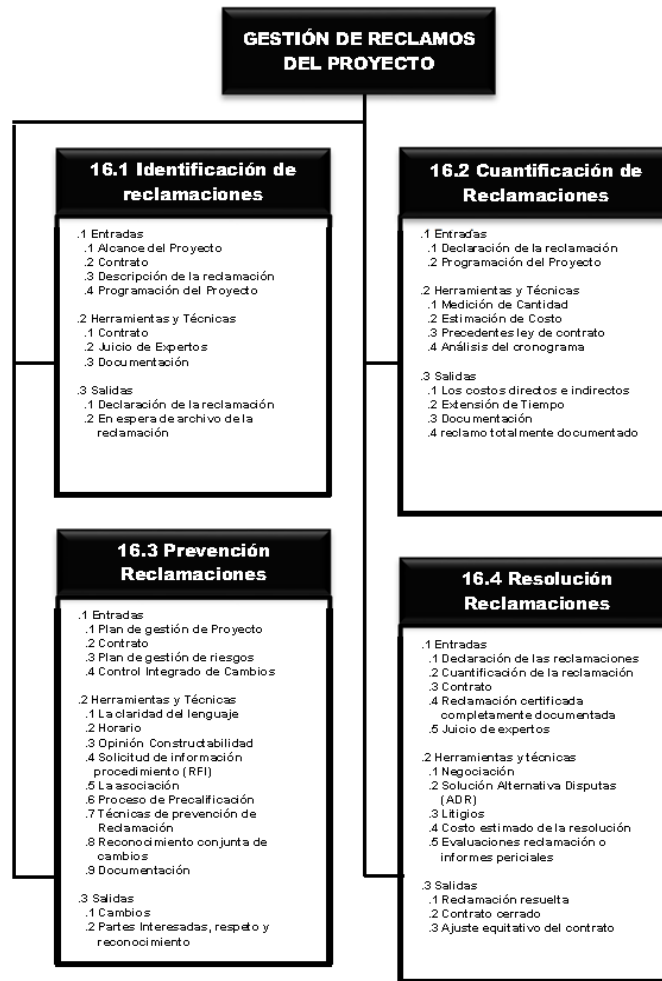 GESTIÓN DE RECLAMOS
DEL PROYECTO
16.1 Identificación de
reclamaciones
.1 Entradas
.1 Alcance del Proyecto
.2 Contrato
.3 Descripción de la reclamación
.4 Programación del Proyecto
.2 Herramientas y Técnicas
.1 Contrato
.2 Juicio de Expertos
.3 Documentación
.3 Salidas
.1 Declaración de la reclamación
.2 En espera de archivo de la
reclamación
16.2 Cuantificación de
Reclamaciones
.1 Entradas
.1 Declaración de la reclamación
.2 Programación del Proyecto
.2 Herramientas y Técnicas
.1 Medición de Cantidad
.2 Estimación de Costo
.3 Precedentes ley de contrato
.4 Análisis del cronograma
.3 Salidas
.1 Los costos directos e indirectos
.2 Extensión de Tiempo
.3 Documentación
.4 reclamo totalmente documentado
16.3 Prevención
Reclamaciones
.1 Entradas
.1 Plan de gestión de Proyecto
.2 Contrato
.3 Plan de gestión de riesgos
.4 Control Integrado de Cambios
.2 Herramientas y Técnicas
.1 La claridad del lenguaje
.2 Horario
.3 Opinión Constructabilidad
.4 Solicitud de información
procedimiento (RFI)
.5 La asociación
.6 Proceso de Precalificación
.7 Técnicas de prevención de
Reclamación
.8 Reconocimiento conjunta de
cambios
.9 Documentación
.3 Salidas
.1 Cambios
.2 Partes Interesadas, respeto y
reconocimiento
16.4 Resolución
Reclamaciones
.1 Entradas
.1 Declaración de las reclamaciones
.2 Cuantificación de la reclamación
.3 Contrato
.4 Reclamación certificada
completamente documentada
.5 Juicio de expertos
.2 Herramientas y técnicas
.1 Negociación
.2 Solución Alternativa Disputas
(ADR)
.3 Litigios
.4 Costo estimado de la resolución
.5 Evaluaciones reclamación o
informes periciales
.3 Salidas
.1 Reclamación resuelta
.2 Contrato cerrado
.3 Ajuste equitativo del contrato